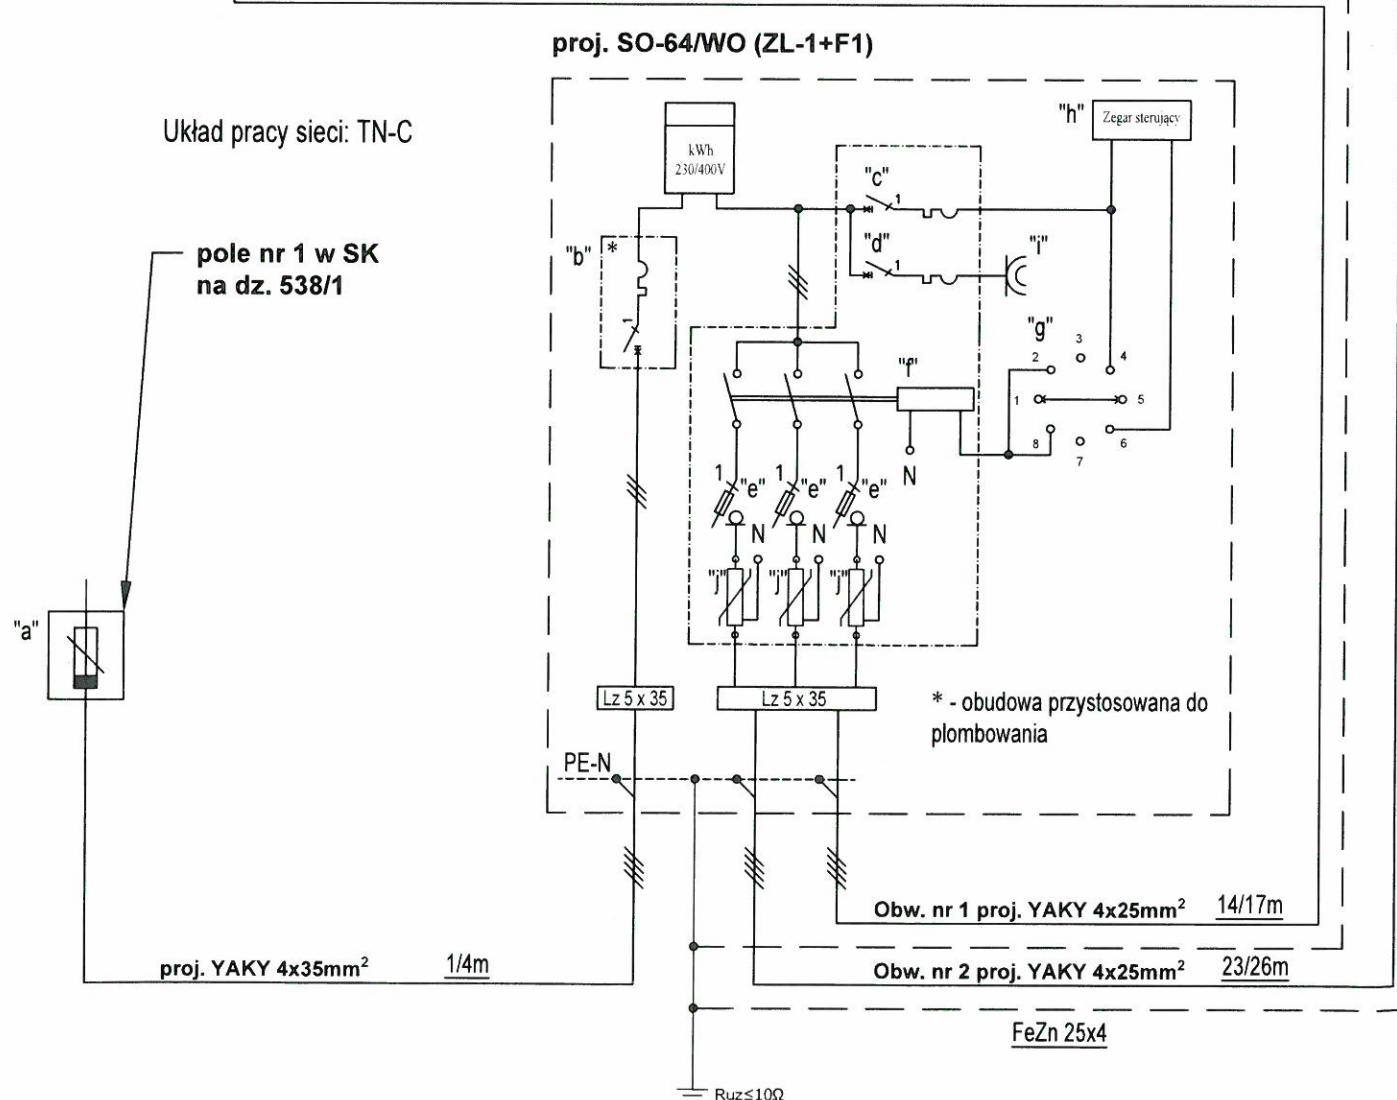 proj. SO-64/WO (ZL-1+F1)
Układ pracy sieci: TN-C
kWh
230/400V
"h"
Zegar sterujący
"c"
1
"d"
1
"i"
pole nr 1 w SK
na dz. 538/1
"b"
*
1
"g"
3
2
4
1
5
8
6
7
"f"
N
1
"e"
1
"e"
1
"e"
N
N
N
"j"
"j"
"j"
"a"
Lz 5 x 35
Lz 5 x 35
* - obudowa przystosowana do
plombowania
PE-N
Obw. nr 1 proj. YAKY 4x25mm²
14/17m
proj. YAKY 4x35mm²
1/4m
Obw. nr 2 proj. YAKY 4x25mm²
23/26m
FeZn 25x4
Ruz≤10Ω